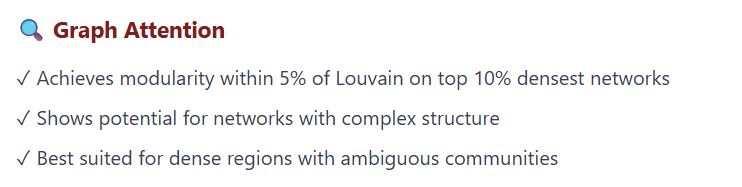 Graph Attention
✓ Achieves modularity within 5% of Louvain on top 10% densest networks
✓ Shows potential for networks with complex structure
✓ Best suited for dense regions with ambiguous communities